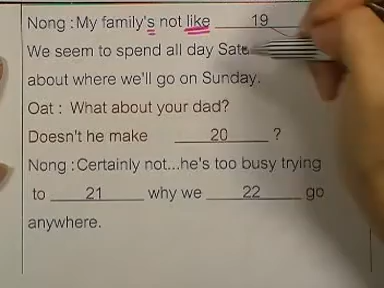 Nong : My family's not like 19
We seem to spend all day
about where we'll go on Sunday.
Oat : What about your dad?
Doesn't he make 20 ?
Nong : Certainly not...he's too busy trying
to 21 why we 22 go
anywhere.